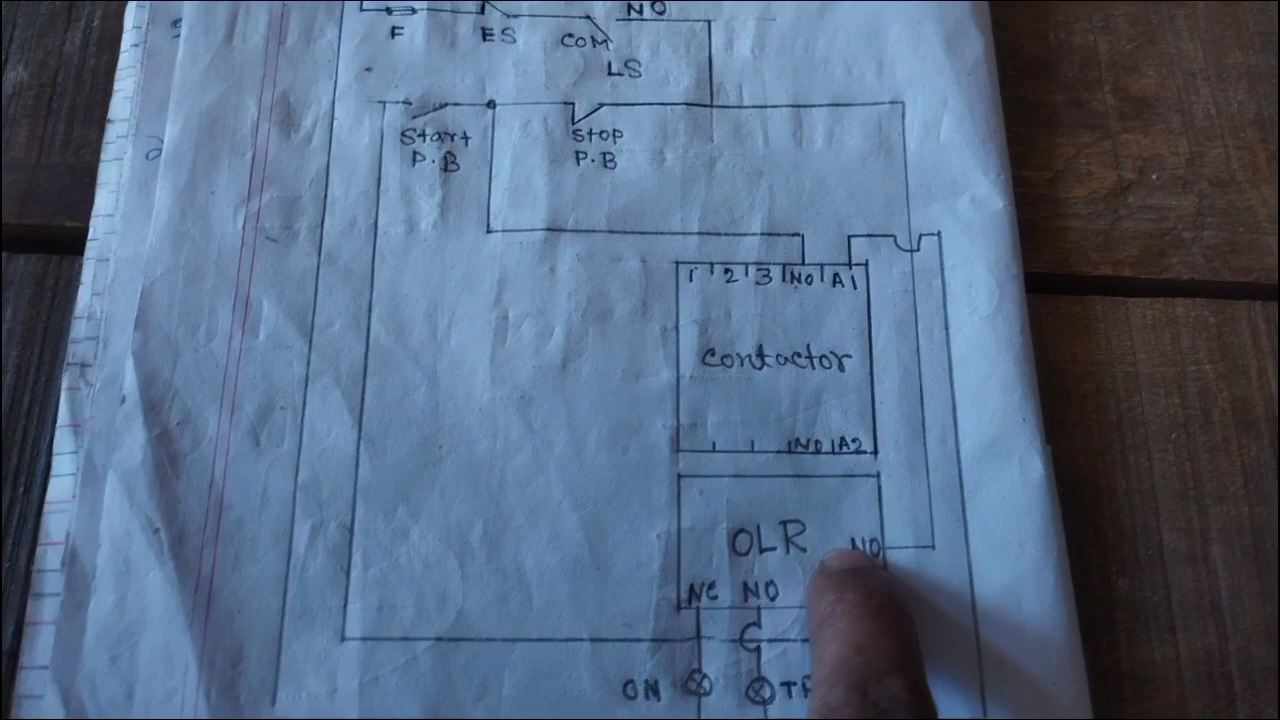 NO
F ES COM
LS
Start Stop
P.B P.B
1 2 3 NO A1
contactor
NO A2
OLR NO
NC NO
ON